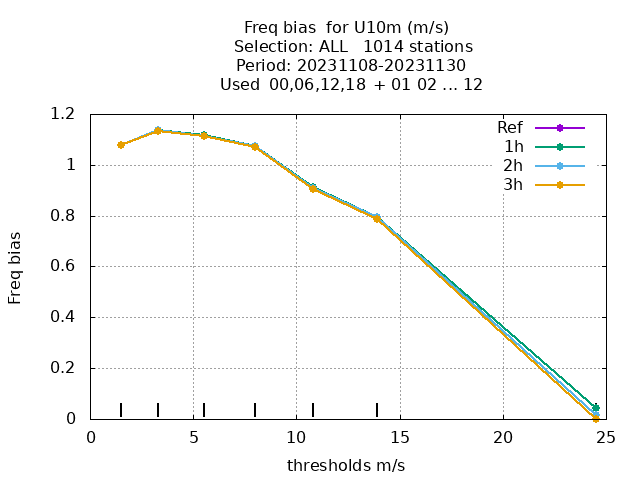 Freq bias  for U10m (m/s)
Selection: ALL   1014 stations
Period: 20231108-20231130
Used  00,06,12,18  + 01 02 ... 12
Ref
1h
2h
3h
Freq bias
1.2
1
0.8
0.6
0.4
0.2
0
0 5 10 15 20 25
thresholds m/s